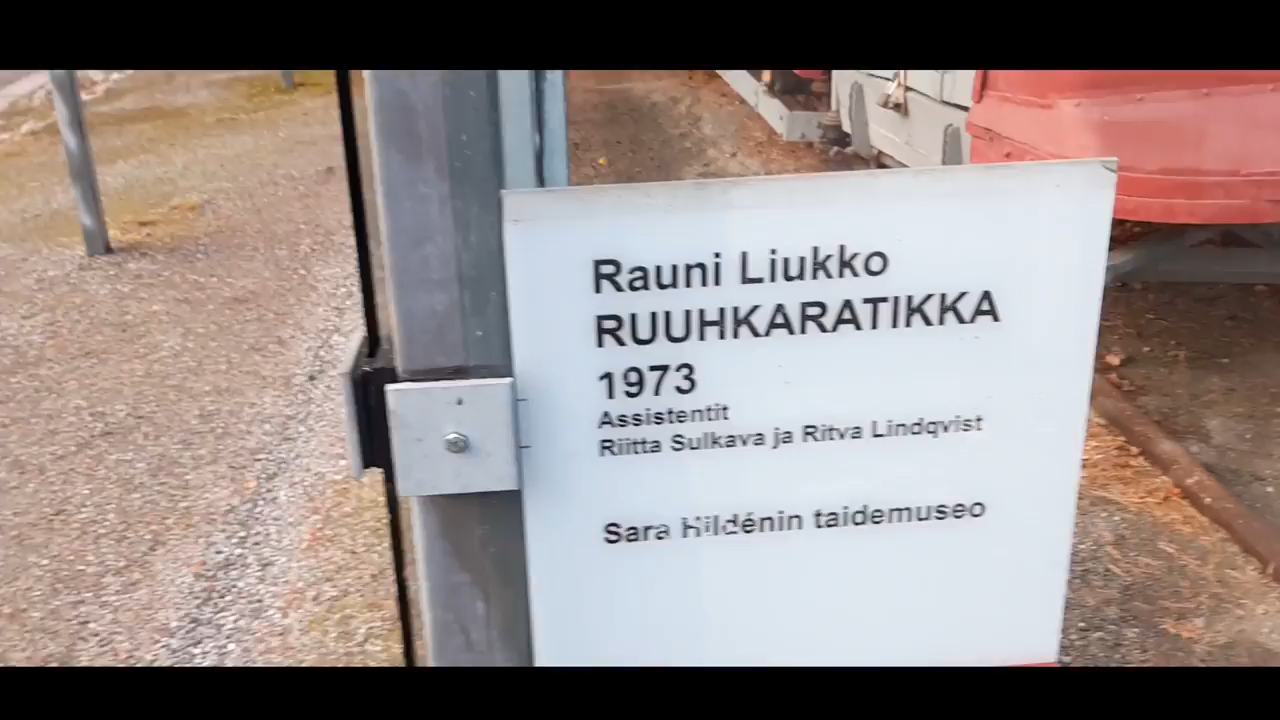 Rauni Liukko
RUUHKARATIKKA
1973
Assistentit
Riitta Sulkava ja Ritva Lindqvist
Sara Hildénin taidemuseo